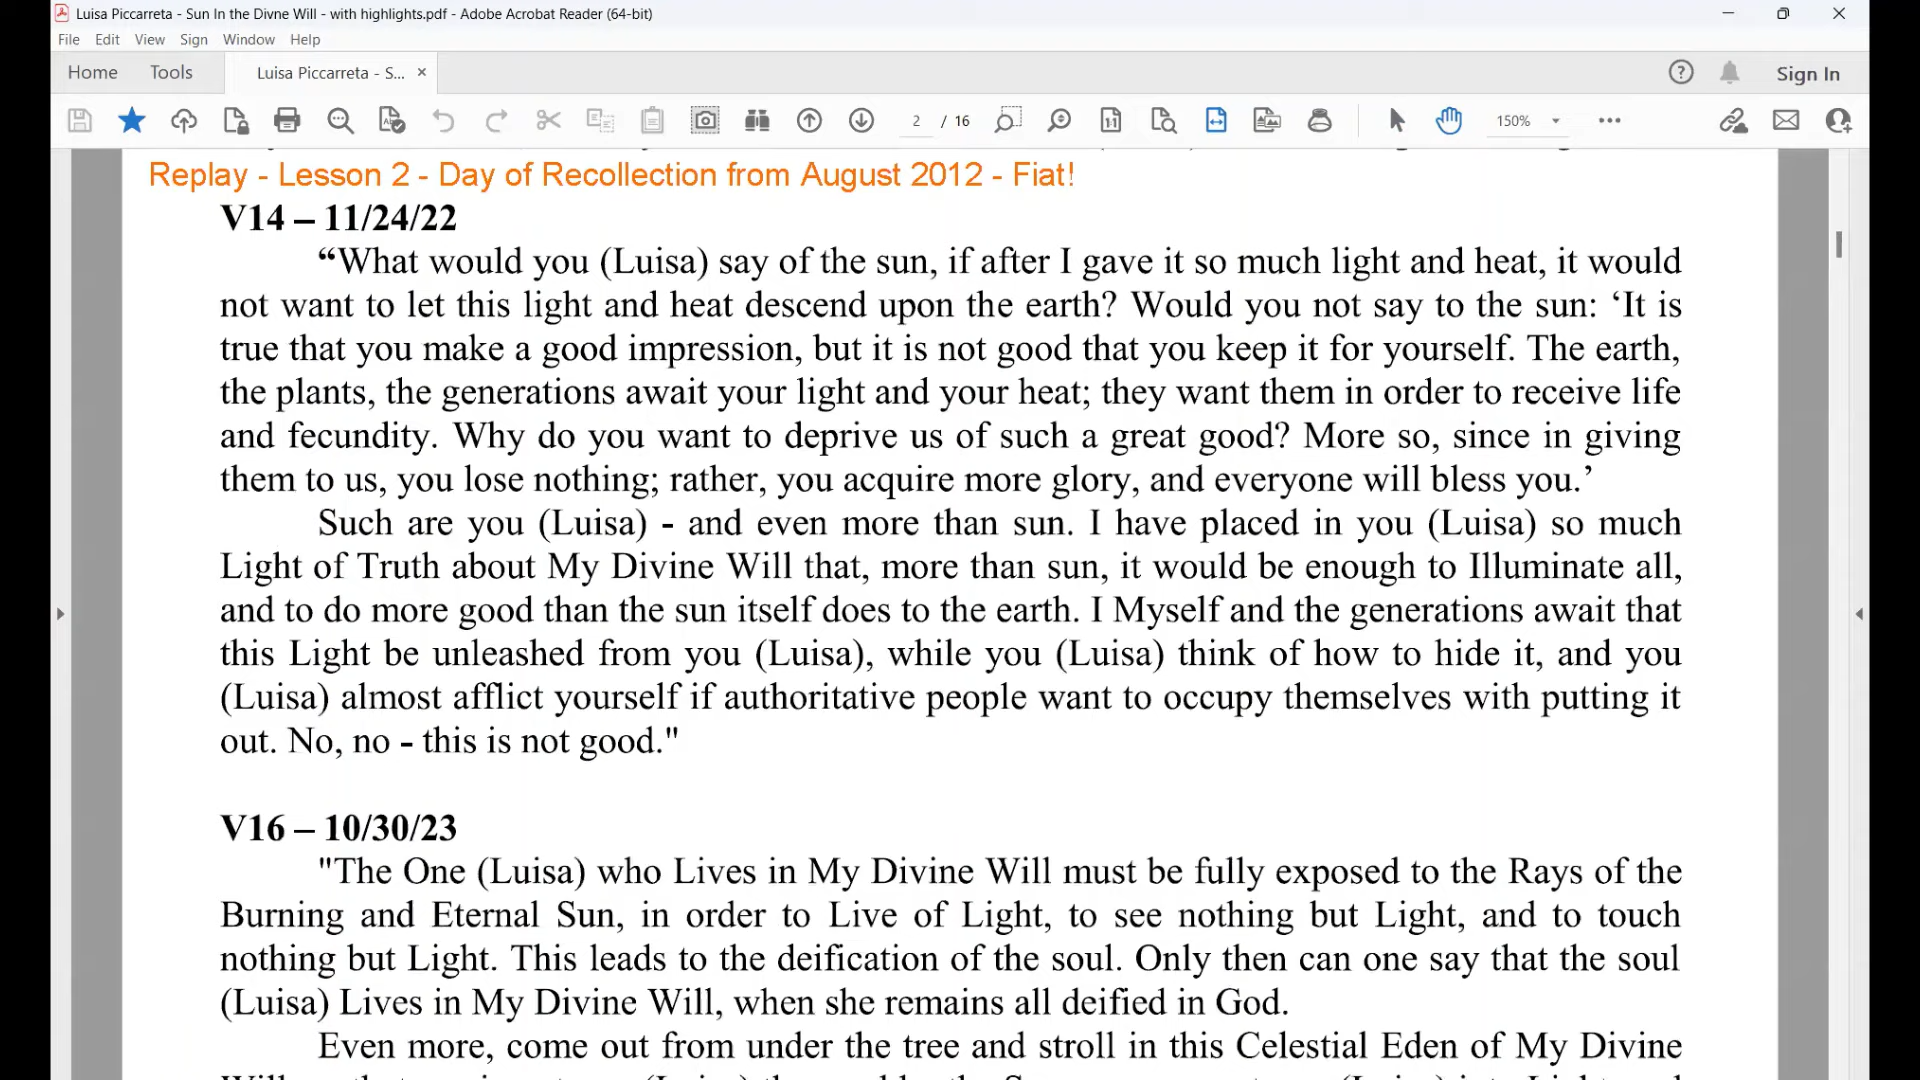 Luisa Piccarreta - Sun In the Divne Will - with highlights.pdf - Adobe Acrobat Reader (64-bit)
File Edit View Sign Window Help
Home Tools Luisa Piccarreta - S... × Sign In
2 / 16 150%
Replay - Lesson 2 - Day of Recollection from August 2012 - Fiat!
V14 – 11/24/22
“What would you (Luisa) say of the sun, if after I gave it so much light and heat, it would
not want to let this light and heat descend upon the earth? Would you not say to the sun: ‘It is
true that you make a good impression, but it is not good that you keep it for yourself. The earth,
the plants, the generations await your light and your heat; they want them in order to receive life
and fecundity. Why do you want to deprive us of such a great good? More so, since in giving
them to us, you lose nothing; rather, you acquire more glory, and everyone will bless you.’
Such are you (Luisa) - and even more than sun. I have placed in you (Luisa) so much
Light of Truth about My Divine Will that, more than sun, it would be enough to Illuminate all,
and to do more good than the sun itself does to the earth. I Myself and the generations await that
this Light be unleashed from you (Luisa), while you (Luisa) think of how to hide it, and you
(Luisa) almost afflict yourself if authoritative people want to occupy themselves with putting it
out. No, no - this is not good."
V16 – 10/30/23
"The One (Luisa) who Lives in My Divine Will must be fully exposed to the Rays of the
Burning and Eternal Sun, in order to Live of Light, to see nothing but Light, and to touch
nothing but Light. This leads to the deification of the soul. Only then can one say that the soul
(Luisa) Lives in My Divine Will, when she remains all deified in God.
Even more, come out from under the tree and stroll in this Celestial Eden of My Divine